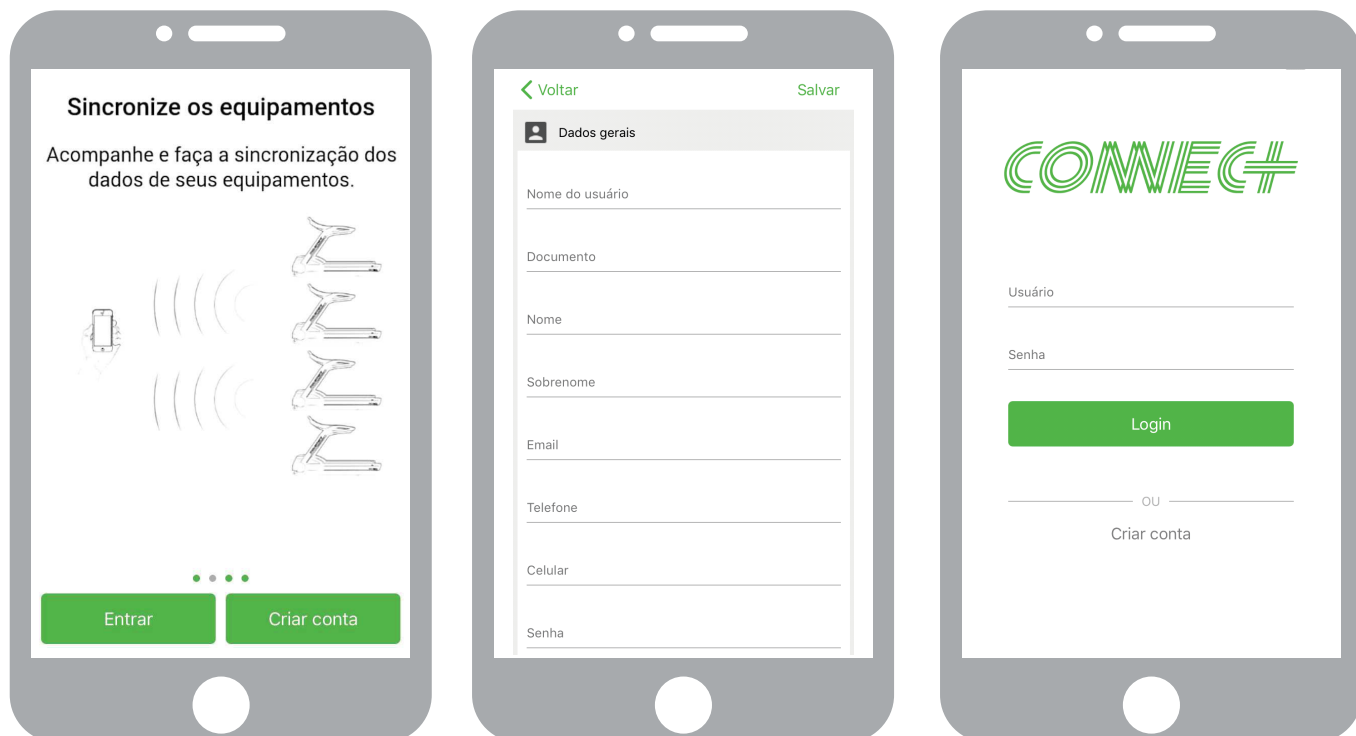 Sincronize os equipamentos
Acompanhe e faça a sincronização dos
dados de seus equipamentos.
Entrar
Criar conta
Voltar
Salvar
Dados gerais
Nome do usuário
Documento
Nome
Sobrenome
Email
Telefone
Celular
Senha
CONNECT
Usuário
Senha
Login
OU
Criar conta